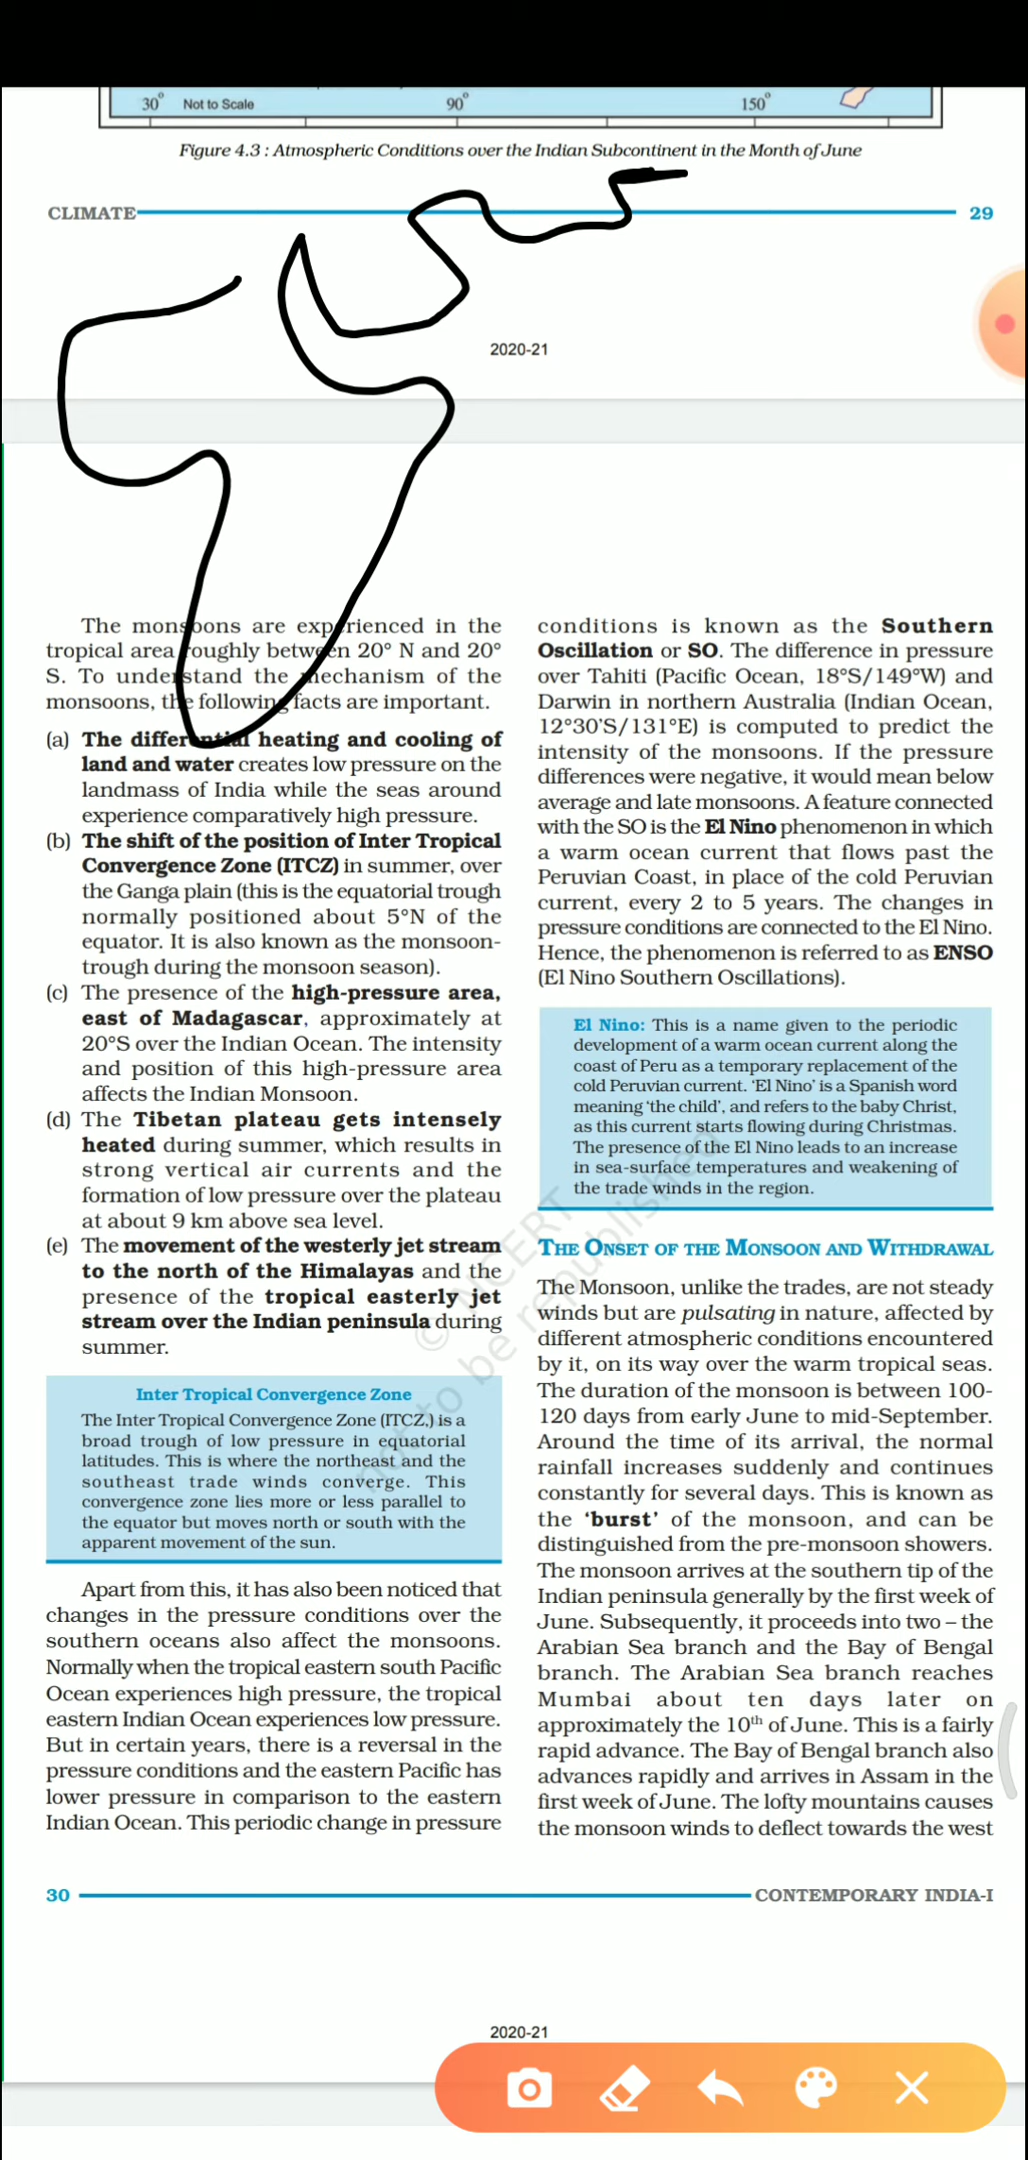 30° Not to Scale 90° 150°
Figure 4.3 : Atmospheric Conditions over the Indian Subcontinent in the Month of June
CLIMATE 29
2020-21
The monsoons are experienced in the
tropical area roughly between 20° N and 20°
S. To understand the mechanism of the
monsoons, the following facts are important.
(a) The differential heating and cooling of
land and water creates low pressure on the
landmass of India while the seas around
experience comparatively high pressure.
(b) The shift of the position of Inter Tropical
Convergence Zone (ITCZ) in summer, over
the Ganga plain (this is the equatorial trough
normally positioned about 5°N of the
equator. It is also known as the monsoon-
trough during the monsoon season).
(c) The presence of the high-pressure area,
east of Madagascar, approximately at
20°S over the Indian Ocean. The intensity
and position of this high-pressure area
affects the Indian Monsoon.
(d) The Tibetan plateau gets intensely
heated during summer, which results in
strong vertical air currents and the
formation of low pressure over the plateau
at about 9 km above sea level.
(e) The movement of the westerly jet stream
to the north of the Himalayas and the
presence of the tropical easterly jet
stream over the Indian peninsula during
summer.
Inter Tropical Convergence Zone
The Inter Tropical Convergence Zone (ITCZ,) is a
broad trough of low pressure in equatorial
latitudes. This is where the northeast and the
southeast trade winds converge. This
convergence zone lies more or less parallel to
the equator but moves north or south with the
apparent movement of the sun.
Apart from this, it has also been noticed that
changes in the pressure conditions over the
southern oceans also affect the monsoons.
Normally when the tropical eastern south Pacific
Ocean experiences high pressure, the tropical
eastern Indian Ocean experiences low pressure.
But in certain years, there is a reversal in the
pressure conditions and the eastern Pacific has
lower pressure in comparison to the eastern
Indian Ocean. This periodic change in pressure
conditions is known as the Southern
Oscillation or SO. The difference in pressure
over Tahiti (Pacific Ocean, 18°S/149°W) and
Darwin in northern Australia (Indian Ocean,
12°30'S/131°E) is computed to predict the
intensity of the monsoons. If the pressure
differences were negative, it would mean below
average and late monsoons. A feature connected
with the SO is the El Nino phenomenon in which
a warm ocean current that flows past the
Peruvian Coast, in place of the cold Peruvian
current, every 2 to 5 years. The changes in
pressure conditions are connected to the El Nino.
Hence, the phenomenon is referred to as ENSO
(El Nino Southern Oscillations).
El Nino: This is a name given to the periodic
development of a warm ocean current along the
coast of Peru as a temporary replacement of the
cold Peruvian current. 'El Nino' is a Spanish word
meaning 'the child', and refers to the baby Christ,
as this current starts flowing during Christmas.
The presence of the El Nino leads to an increase
in sea-surface temperatures and weakening of
the trade winds in the region.
THE ONSET OF THE MONSOON AND WITHDRAWAL
The Monsoon, unlike the trades, are not steady
winds but are pulsating in nature, affected by
different atmospheric conditions encountered
by it, on its way over the warm tropical seas.
The duration of the monsoon is between 100-
120 days from early June to mid-September.
Around the time of its arrival, the normal
rainfall increases suddenly and continues
constantly for several days. This is known as
the 'burst' of the monsoon, and can be
distinguished from the pre-monsoon showers.
The monsoon arrives at the southern tip of the
Indian peninsula generally by the first week of
June. Subsequently, it proceeds into two – the
Arabian Sea branch and the Bay of Bengal
branch. The Arabian Sea branch reaches
Mumbai about ten days later on
approximately the 10th of June. This is a fairly
rapid advance. The Bay of Bengal branch also
advances rapidly and arrives in Assam in the
first week of June. The lofty mountains causes
the monsoon winds to deflect towards the west
© NCERT
not to be republished
30 CONTEMPORARY INDIA-I
2020-21